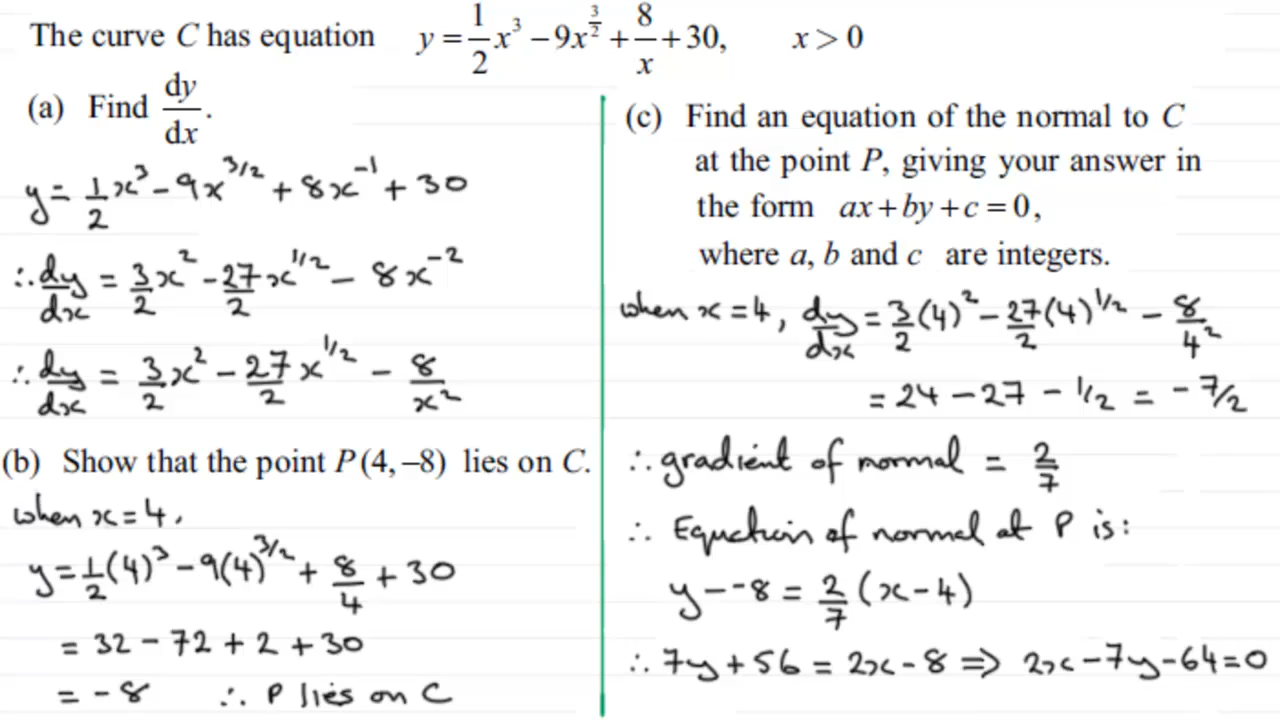 The curve C has equation y = 1/2 x³ − 9x^(3/2) + 8/x + 30, x > 0
(a) Find dy/dx.
y = 1/2 x³ − 9x^(3/2) + 8x⁻¹ + 30
∴ dy/dx = 3/2 x² − 27/2 x^(1/2) − 8x⁻²
∴ dy/dx = 3/2 x² − 27/2 x^(1/2) − 8/x²
(b) Show that the point P(4, –8) lies on C.
when x = 4,
y = 1/2 (4)³ − 9(4)^(3/2) + 8/4 + 30
= 32 − 72 + 2 + 30
= −8 ∴ P lies on C
(c) Find an equation of the normal to C
at the point P, giving your answer in
the form ax + by + c = 0,
where a, b and c are integers.
when x = 4, dy/dx = 3/2 (4)² − 27/2 (4)^(1/2) − 8/4²
= 24 − 27 − 1/2 = −7/2
∴ gradient of normal = 2/7
∴ Equation of normal at P is:
y − −8 = 2/7 (x − 4)
∴ 7y + 56 = 2x − 8 ⇒ 2x − 7y − 64 = 0